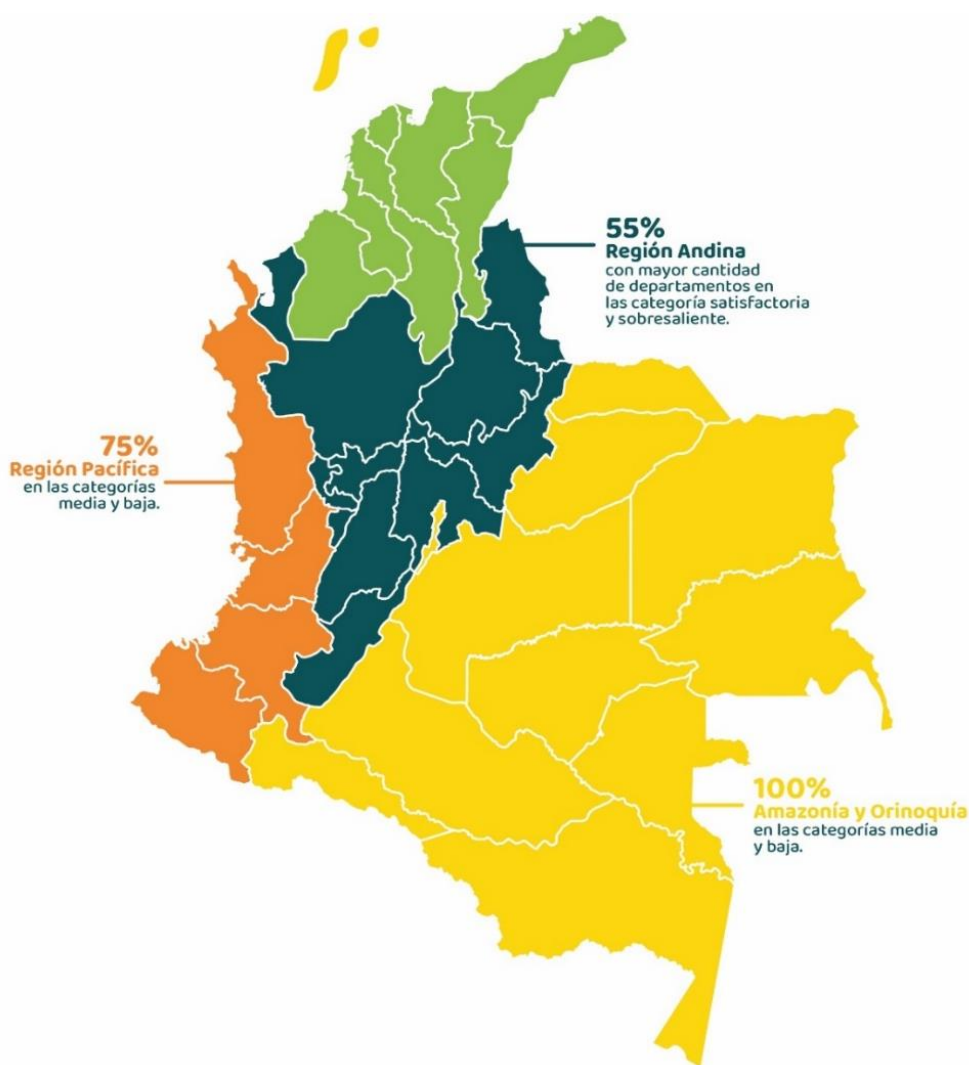 55%
Región Andina
con mayor cantidad
de departamentos en
las categoría satisfactoria
y sobresaliente.
75%
Región Pacífica
en las categorías
media y baja.
100%
Amazonía y Orinoquía
en las categorías media
y baja.